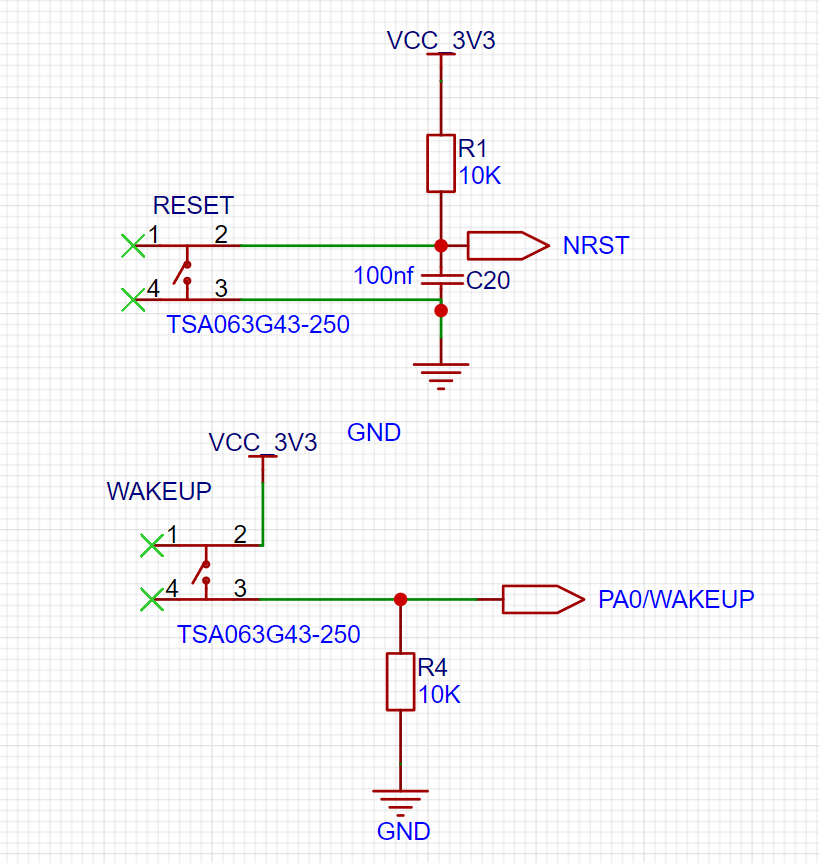 VCC_3V3
R1
10K
RESET
1 2
NRST
100nf
C20
4 3
TSA063G43-250
GND
VCC_3V3
WAKEUP
1 2
4 3
PA0/WAKEUP
TSA063G43-250
R4
10K
GND